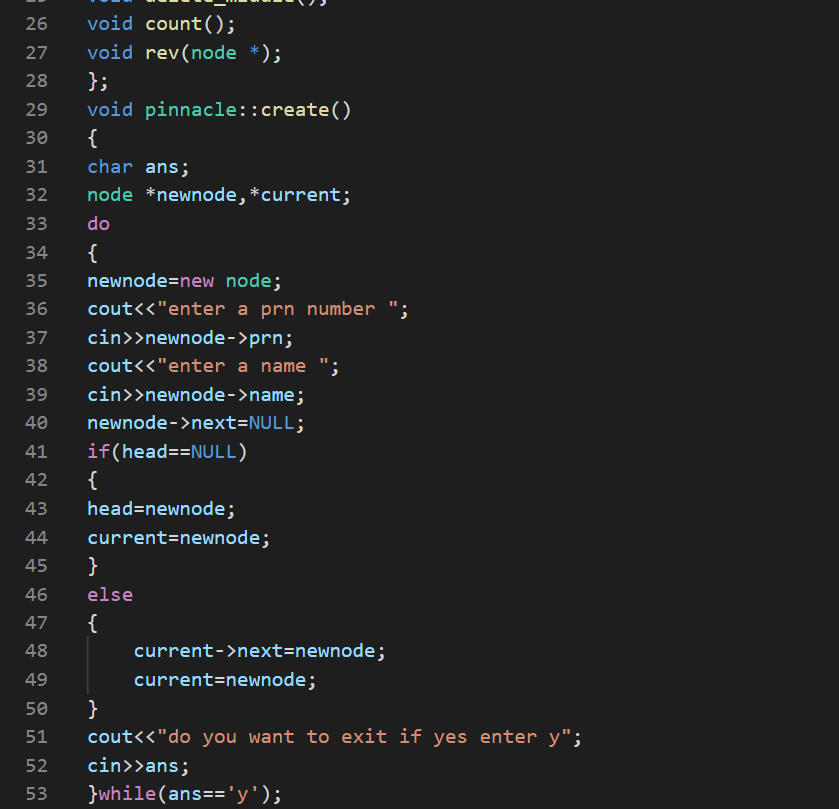 26 void count();
27 void rev(node *);
28 };
29 void pinnacle::create()
30 {
31 char ans;
32 node *newnode,*current;
33 do
34 {
35 newnode=new node;
36 cout<<"enter a prn number ";
37 cin>>newnode->prn;
38 cout<<"enter a name ";
39 cin>>newnode->name;
40 newnode->next=NULL;
41 if(head==NULL)
42 {
43 head=newnode;
44 current=newnode;
45 }
46 else
47 {
48     current->next=newnode;
49     current=newnode;
50 }
51 cout<<"do you want to exit if yes enter y";
52 cin>>ans;
53 }while(ans=='y');